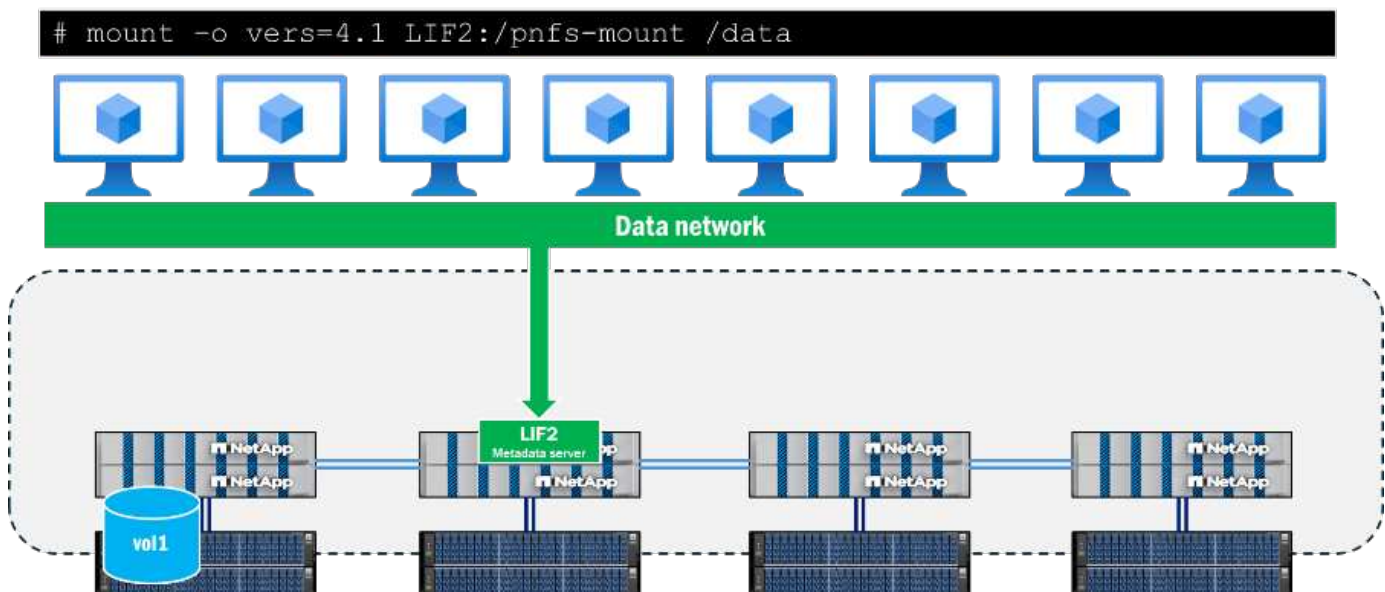 # mount -o vers=4.1 LIF2:/pnfs-mount /data
Data network
LIF2
Metadata server
NetApp
NetApp
NetApp
NetApp
NetApp
NetApp
NetApp
vol1